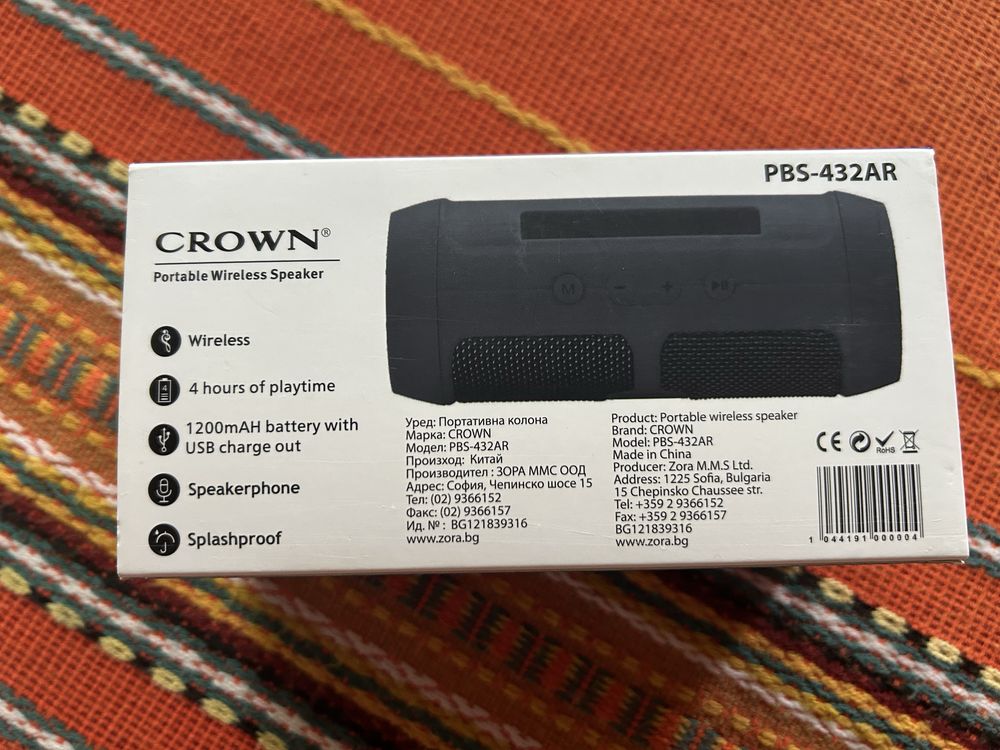 PBS-432AR
CROWN®
Portable Wireless Speaker
M - +
Wireless
4
4 hours of playtime
1200mAH battery with
USB charge out
Speakerphone
Splashproof
Уред: Портативна колона
Марка: CROWN
Модел: PBS-432AR
Произход: Китай
Производител : ЗОРА ММС ООД
Адрес: София, Чепинско шосе 15
Тел: (02) 9366152
Факс: (02) 9366157
Ид. № : BG121839316
www.zora.bg
Product: Portable wireless speaker
Brand: CROWN
Model: PBS-432AR
Made in China
Producer: Zora M.M.S Ltd.
Address: 1225 Sofia, Bulgaria
15 Chepinsko Chaussee str.
Tel: +359 2 9366152
Fax: +359 2 9366157
BG121839316
www.zora.bg
CE
RoHS
1 044191 000004